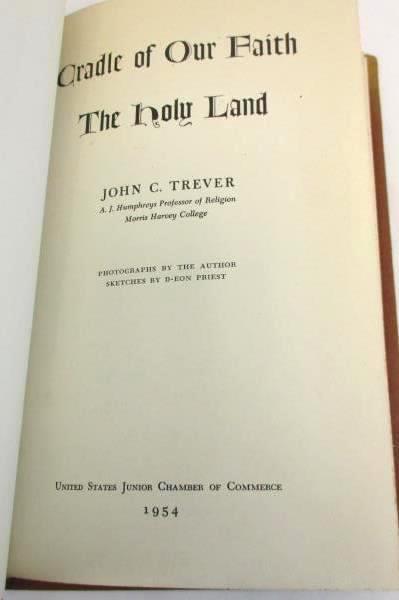 Cradle of Our Faith
The Holy Land
JOHN C. TREVER
A. J. Humphreys Professor of Religion
Morris Harvey College
PHOTOGRAPHS BY THE AUTHOR
SKETCHES BY D-EON PRIEST
UNITED STATES JUNIOR CHAMBER OF COMMERCE
1954